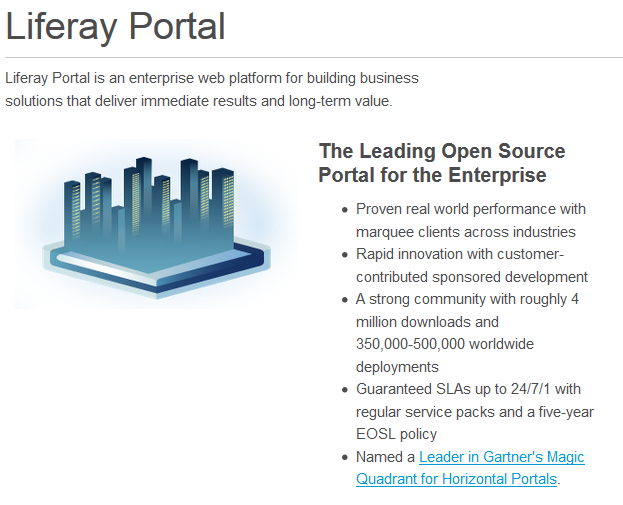 Liferay Portal
Liferay Portal is an enterprise web platform for building business
solutions that deliver immediate results and long-term value.
The Leading Open Source
Portal for the Enterprise
Proven real world performance with
marquee clients across industries
Rapid innovation with customer-
contributed sponsored development
A strong community with roughly 4
million downloads and
350,000-500,000 worldwide
deployments
Guaranteed SLAs up to 24/7/1 with
regular service packs and a five-year
EOSL policy
Named a Leader in Gartner's Magic
Quadrant for Horizontal Portals.